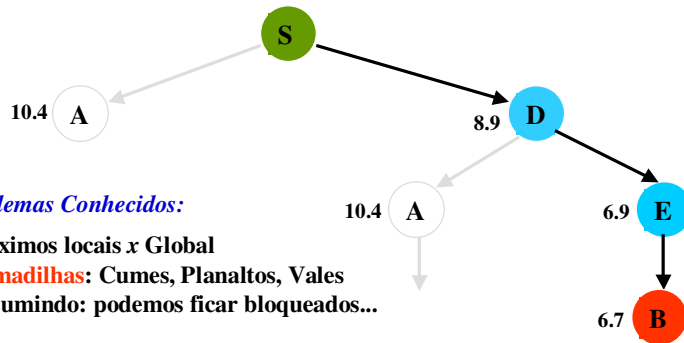 S
10.4 A
8.9 D
lemas Conhecidos:
10.4 A
6.9 E
ximos locais x Global
madilhas: Cumes, Planaltos, Vales
umindo: podemos ficar bloqueados...
6.7 B